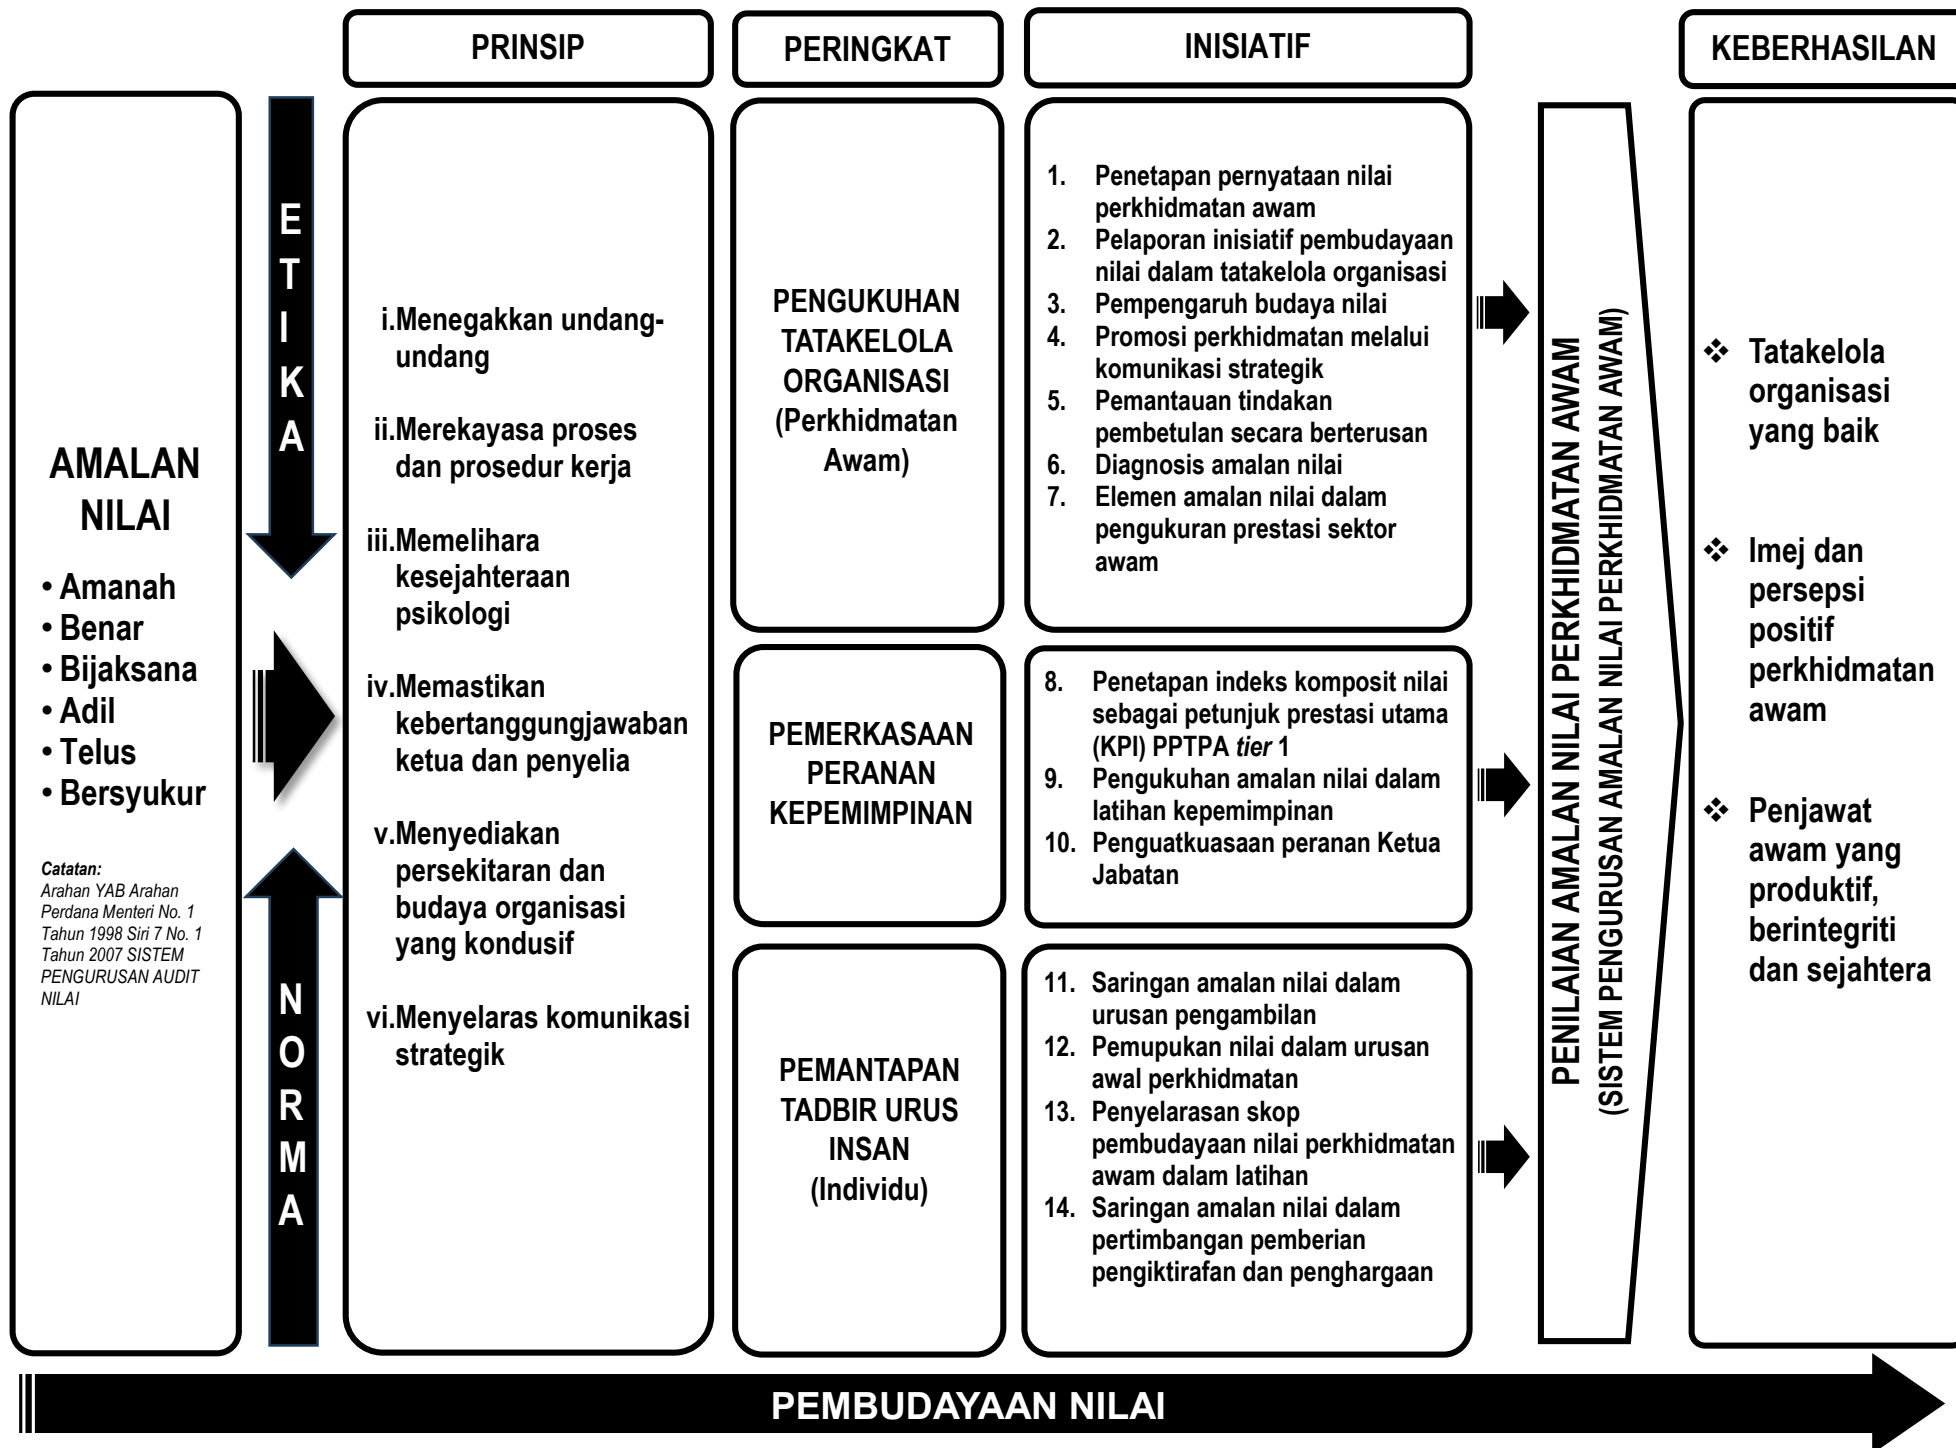 PRINSIP
PERINGKAT
INISIATIF
KEBERHASILAN
AMALAN
NILAI
• Amanah
• Benar
• Bijaksana
• Adil
• Telus
• Bersyukur
Catatan:
Arahan YAB Arahan
Perdana Menteri No. 1
Tahun 1998 Siri 7 No. 1
Tahun 2007 SISTEM
PENGURUSAN AUDIT
NILAI
ETIKA
NORMA
i.Menegakkan undang-
undang
ii.Merekayasa proses
dan prosedur kerja
iii.Memelihara
kesejahteraan
psikologi
iv.Memastikan
kebertanggungjawaban
ketua dan penyelia
v.Menyediakan
persekitaran dan
budaya organisasi
yang kondusif
vi.Menyelaras komunikasi
strategik
PENGUKUHAN
TATAKELOLA
ORGANISASI
(Perkhidmatan
Awam)
1. Penetapan pernyataan nilai
perkhidmatan awam
2. Pelaporan inisiatif pembudayaan
nilai dalam tatakelola organisasi
3. Pempengaruh budaya nilai
4. Promosi perkhidmatan melalui
komunikasi strategik
5. Pemantauan tindakan
pembetulan secara berterusan
6. Diagnosis amalan nilai
7. Elemen amalan nilai dalam
pengukuran prestasi sektor
awam
PEMERKASAAN
PERANAN
KEPEMIMPINAN
8. Penetapan indeks komposit nilai
sebagai petunjuk prestasi utama
(KPI) PPTPA tier 1
9. Pengukuhan amalan nilai dalam
latihan kepemimpinan
10. Penguatkuasaan peranan Ketua
Jabatan
PEMANTAPAN
TADBIR URUS
INSAN
(Individu)
11. Saringan amalan nilai dalam
urusan pengambilan
12. Pemupukan nilai dalam urusan
awal perkhidmatan
13. Penyelarasan skop
pembudayaan nilai perkhidmatan
awam dalam latihan
14. Saringan amalan nilai dalam
pertimbangan pemberian
pengiktirafan dan penghargaan
PENILAIAN AMALAN NILAI PERKHIDMATAN AWAM
(SISTEM PENGURUSAN AMALAN NILAI PERKHIDMATAN AWAM)
❖ Tatakelola
organisasi
yang baik
❖ Imej dan
persepsi
positif
perkhidmatan
awam
❖ Penjawat
awam yang
produktif,
berintegriti
dan sejahtera
PEMBUDAYAAN NILAI